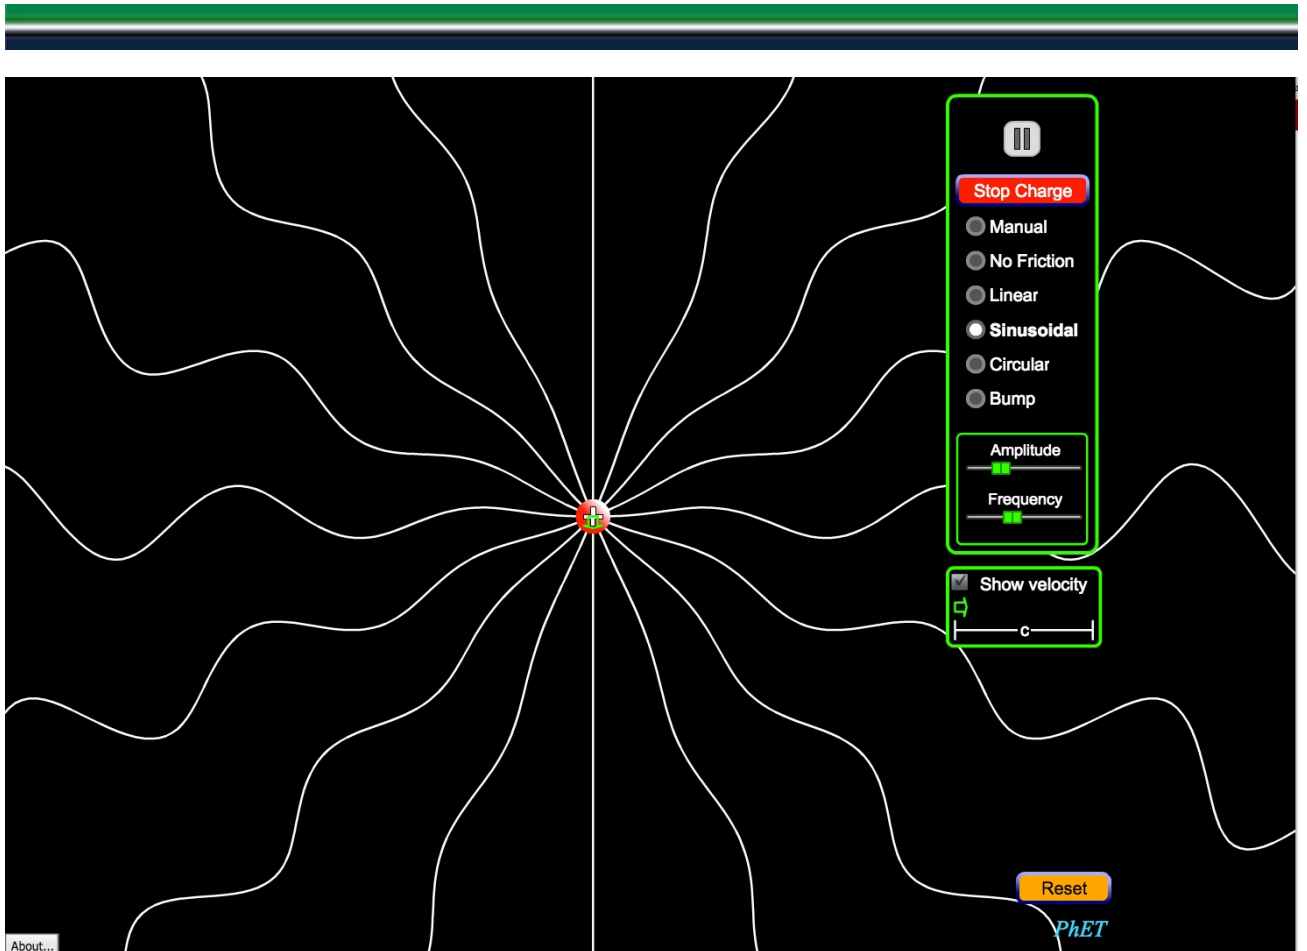 Stop Charge
Manual
No Friction
Linear
Sinusoidal
Circular
Bump
Amplitude
Frequency
Show velocity
c
Reset
PhET
About...